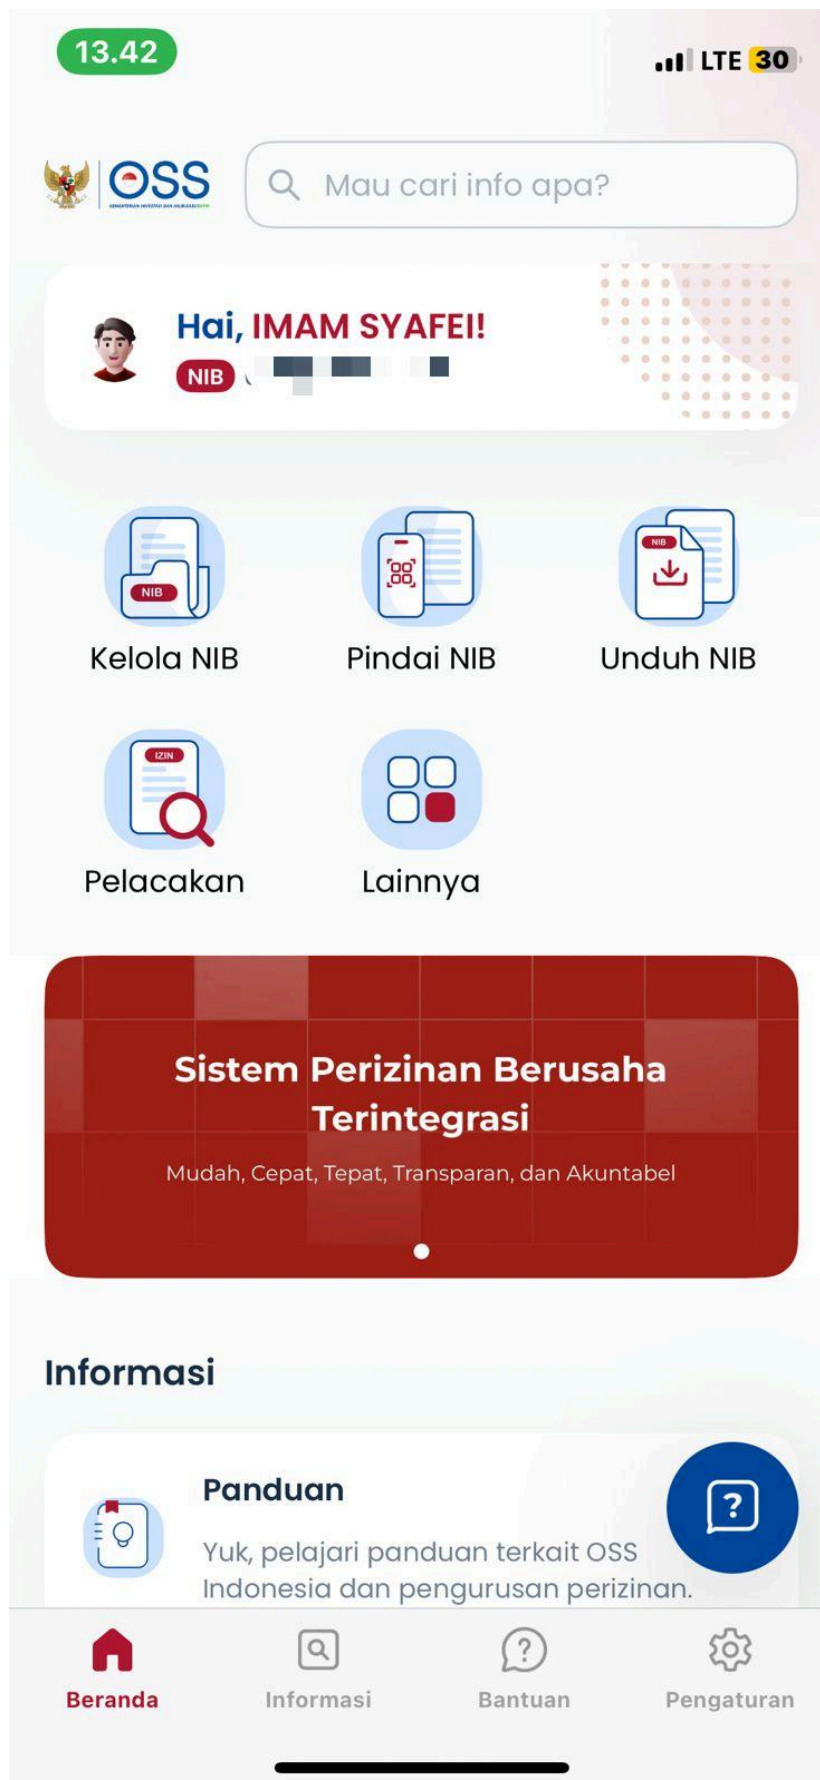 13.42
LTE 30
OSS
Mau cari info apa?
Hai, IMAM SYAFEI!
NIB
NIB
NIB
Kelola NIB
Pindai NIB
Unduh NIB
IZIN
Pelacakan
Lainnya
Sistem Perizinan Berusaha
Terintegrasi
Mudah, Cepat, Tepat, Transparan, dan Akuntabel
Informasi
Panduan
Yuk, pelajari panduan terkait OSS
Indonesia dan pengurusan perizinan.
Beranda
Informasi
Bantuan
Pengaturan